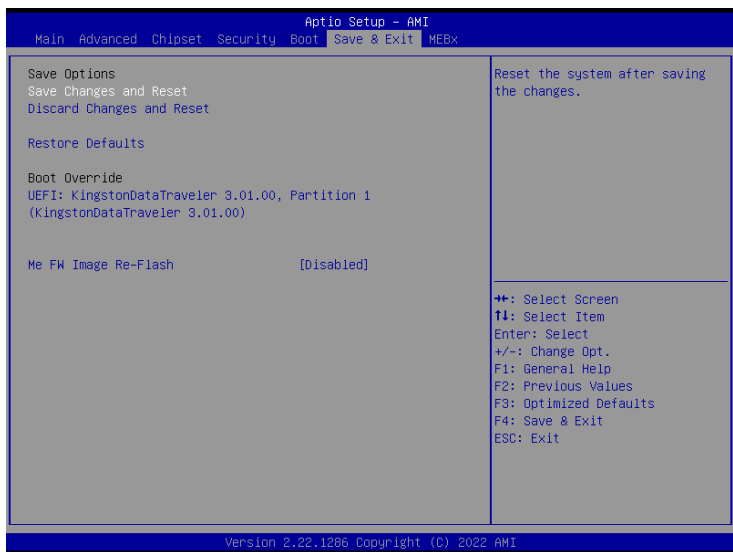 Aptio Setup – AMI
Main Advanced Chipset Security Boot Save & Exit MEBx
Save Options
Save Changes and Reset
Discard Changes and Reset
Restore Defaults
Boot Override
UEFI: KingstonDataTraveler 3.01.00, Partition 1
(KingstonDataTraveler 3.01.00)
Me FW Image Re-Flash [Disabled]
Reset the system after saving
the changes.
→←: Select Screen
↑↓: Select Item
Enter: Select
+/-: Change Opt.
F1: General Help
F2: Previous Values
F3: Optimized Defaults
F4: Save & Exit
ESC: Exit
Version 2.22.1286 Copyright (C) 2022 AMI